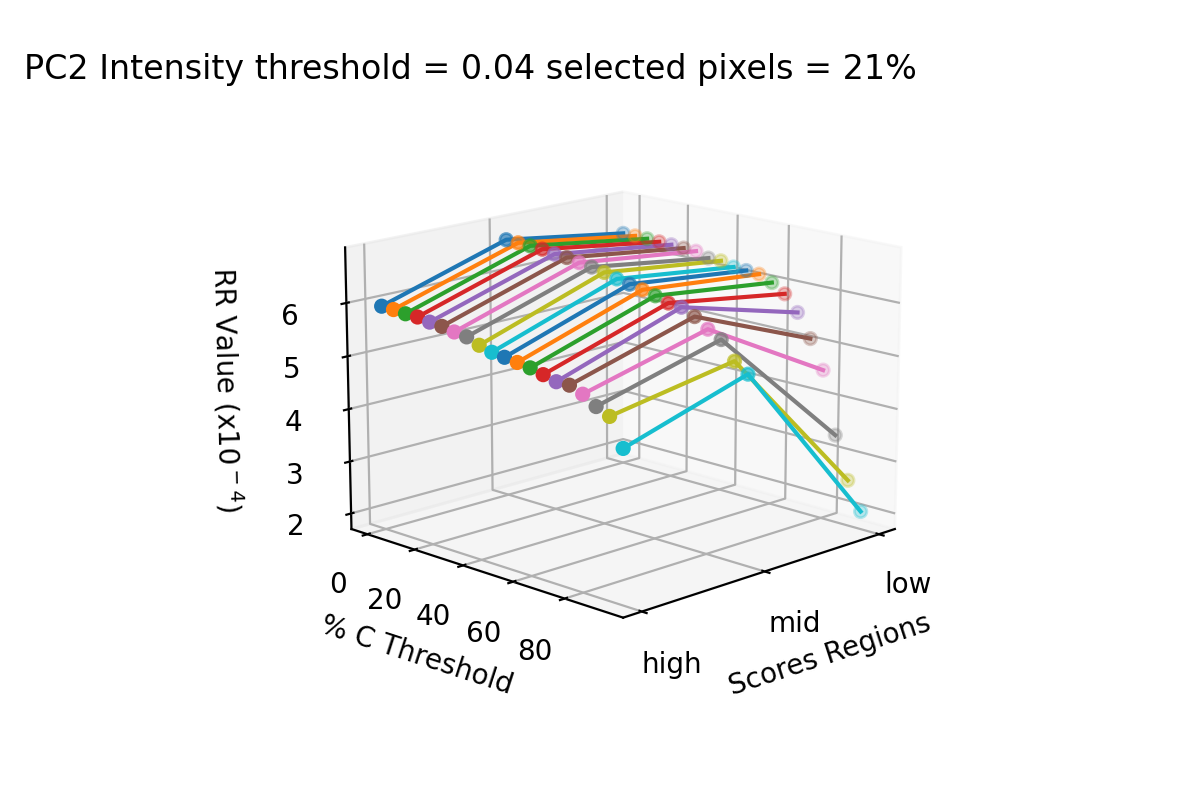 PC2 Intensity threshold = 0.04 selected pixels = 21%
RR Value (x10⁻⁴)
6
5
4
3
2
0
20
40
60
80
% C Threshold
high
mid
low
Scores Regions